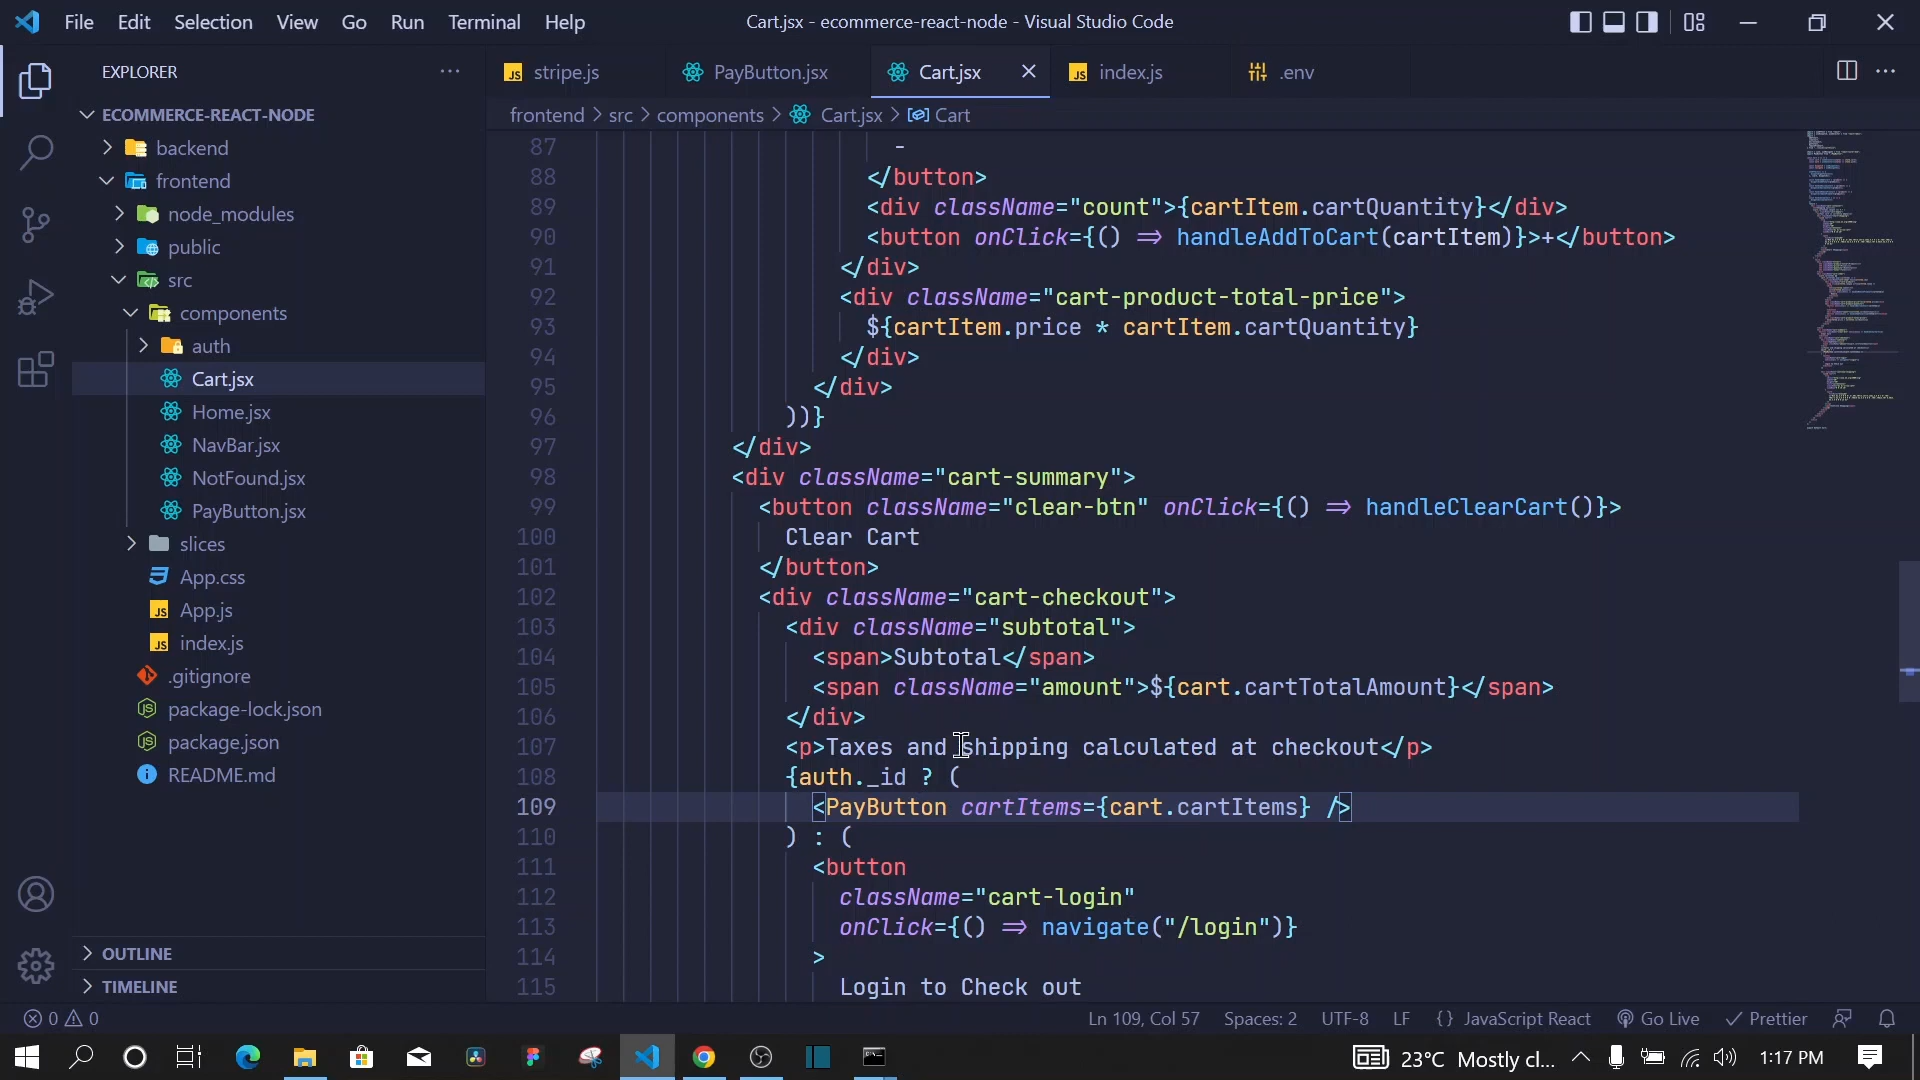 File Edit Selection View Go Run Terminal Help
Cart.jsx - ecommerce-react-node - Visual Studio Code
EXPLORER
ECOMMERCE-REACT-NODE
backend
frontend
node_modules
public
src
components
auth
Cart.jsx
Home.jsx
NavBar.jsx
NotFound.jsx
PayButton.jsx
slices
App.css
App.js
index.js
.gitignore
package-lock.json
package.json
README.md
OUTLINE
TIMELINE
JS stripe.js PayButton.jsx Cart.jsx JS index.js .env
frontend > src > components > Cart.jsx > Cart
87 -
88 </button>
89 <div className="count">{cartItem.cartQuantity}</div>
90 <button onClick={() => handleAddToCart(cartItem)}>+</button>
91 </div>
92 <div className="cart-product-total-price">
93 ${cartItem.price * cartItem.cartQuantity}
94 </div>
95 </div>
96 ))}
97 </div>
98 <div className="cart-summary">
99 <button className="clear-btn" onClick={() => handleClearCart()}>
100 Clear Cart
101 </button>
102 <div className="cart-checkout">
103 <div className="subtotal">
104 <span>Subtotal</span>
105 <span className="amount">${cart.cartTotalAmount}</span>
106 </div>
107 <p>Taxes and shipping calculated at checkout</p>
108 {auth._id ? (
109 <PayButton cartItems={cart.cartItems} />
110 ) : (
111 <button
112 className="cart-login"
113 onClick={() => navigate("/login")}
114 >
115 Login to Check out
0 0 Ln 109, Col 57 Spaces: 2 UTF-8 LF {} JavaScript React Go Live Prettier
23°C Mostly cl... 1:17 PM